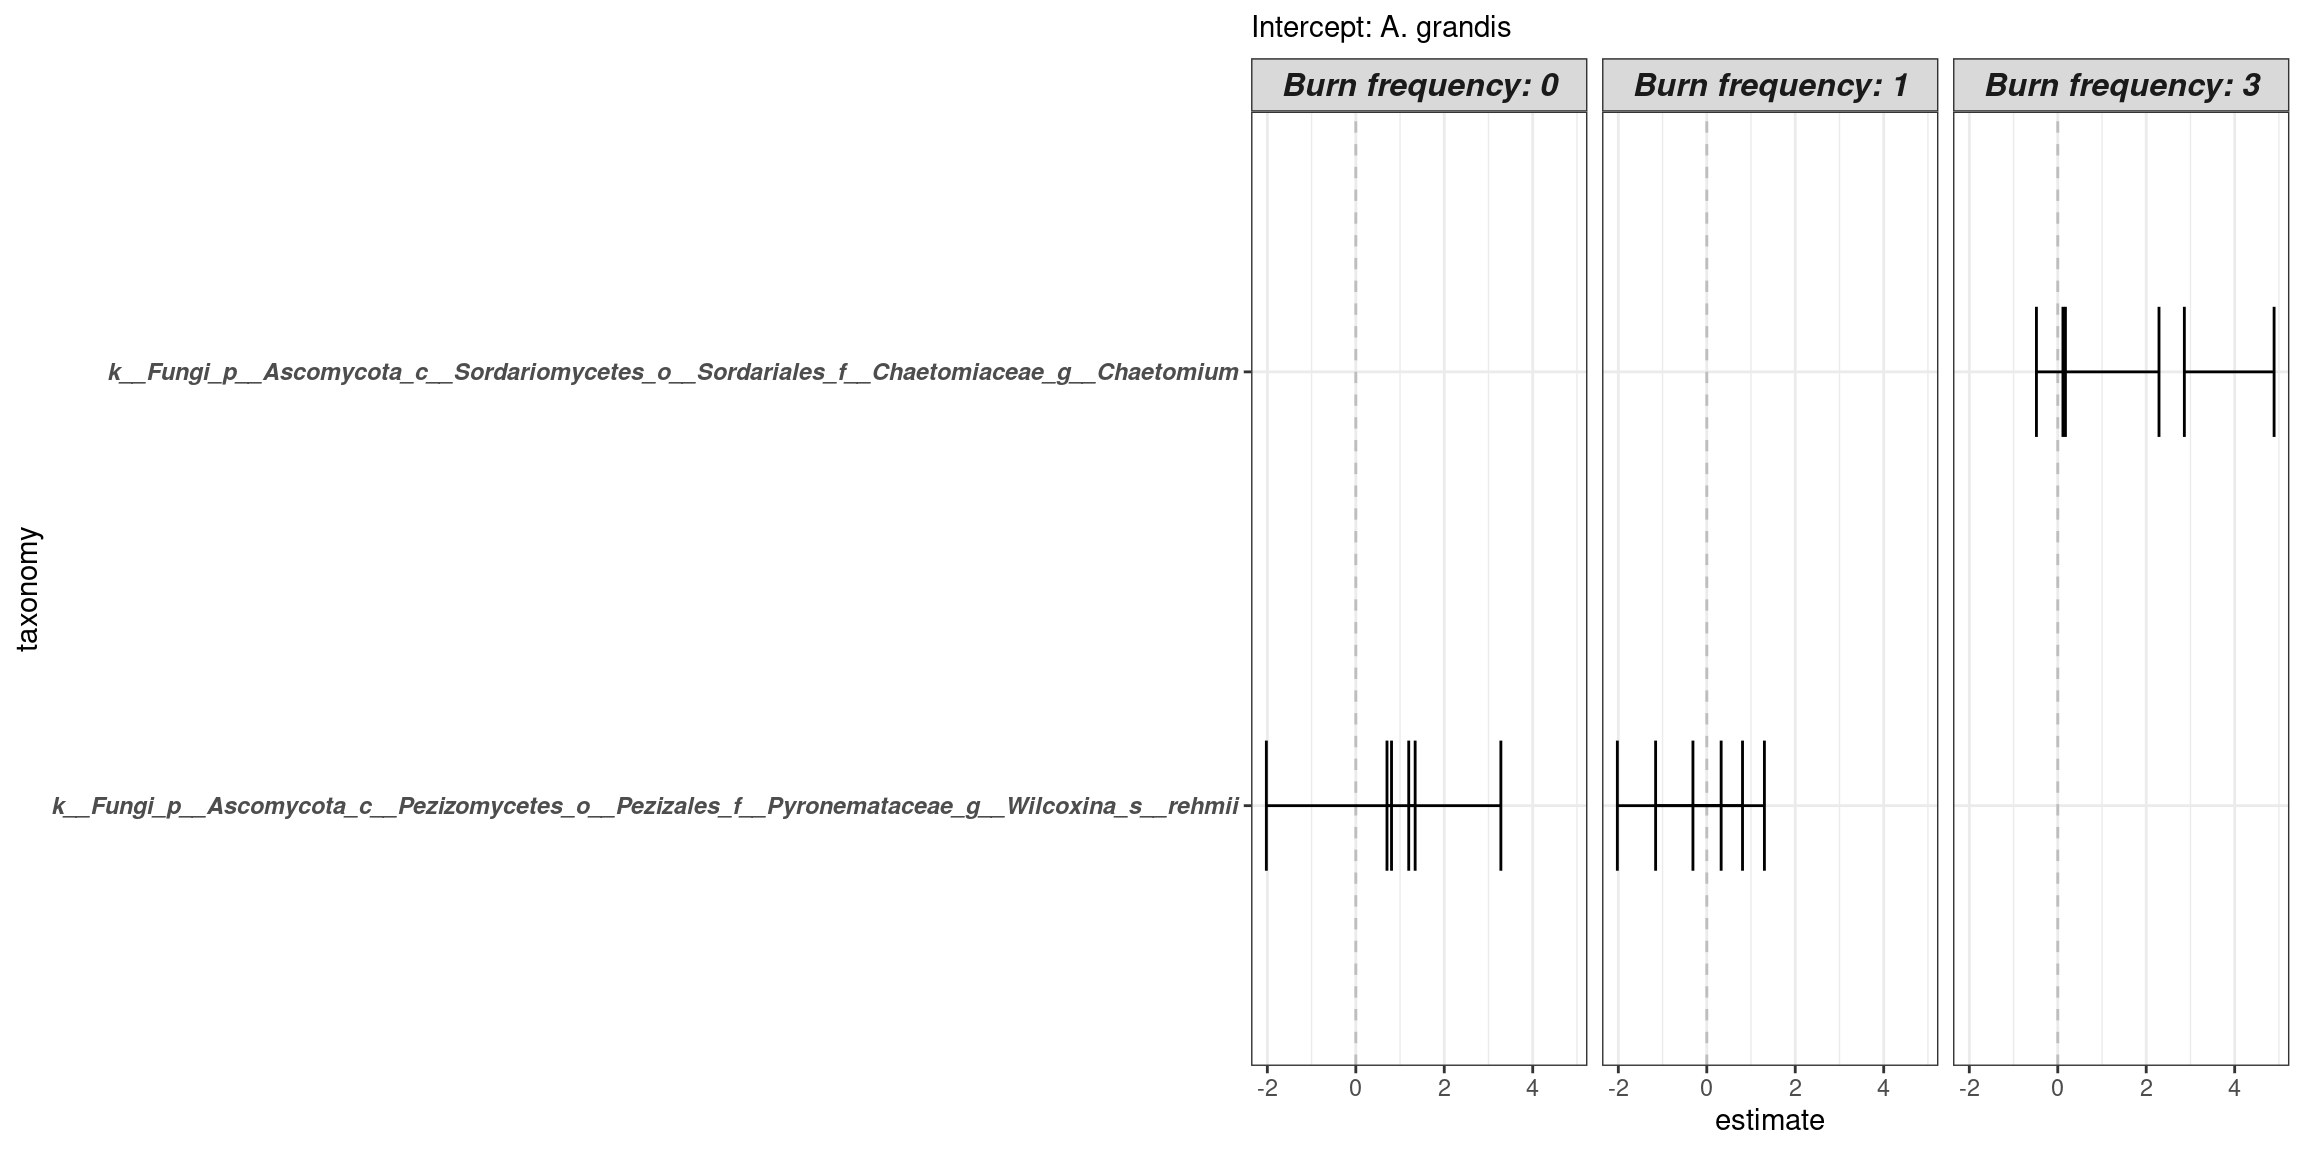 Intercept: A. grandis
Burn frequency: 0
Burn frequency: 1
Burn frequency: 3
k__Fungi_p__Ascomycota_c__Sordariomycetes_o__Sordariales_f__Chaetomiaceae_g__Chaetomium
taxonomy
k__Fungi_p__Ascomycota_c__Pezizomycetes_o__Pezizales_f__Pyronemataceae_g__Wilcoxina_s__rehmii
-2 0 2 4
-2 0 2 4
-2 0 2 4
estimate